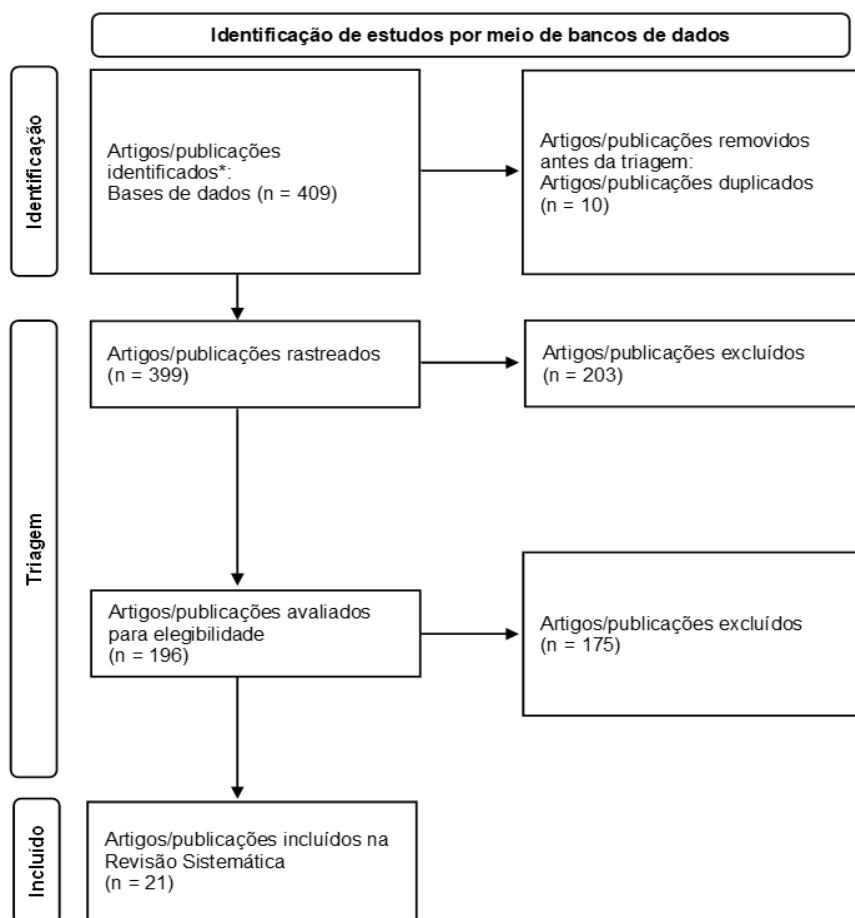 Identificação de estudos por meio de bancos de dados
Identificação
Artigos/publicações
identificados*:
Bases de dados (n = 409)
Artigos/publicações removidos
antes da triagem:
Artigos/publicações duplicados
(n = 10)
Triagem
Artigos/publicações rastreados
(n = 399)
Artigos/publicações excluídos
(n = 203)
Artigos/publicações avaliados
para elegibilidade
(n = 196)
Artigos/publicações excluídos
(n = 175)
Incluído
Artigos/publicações incluídos na
Revisão Sistemática
(n = 21)